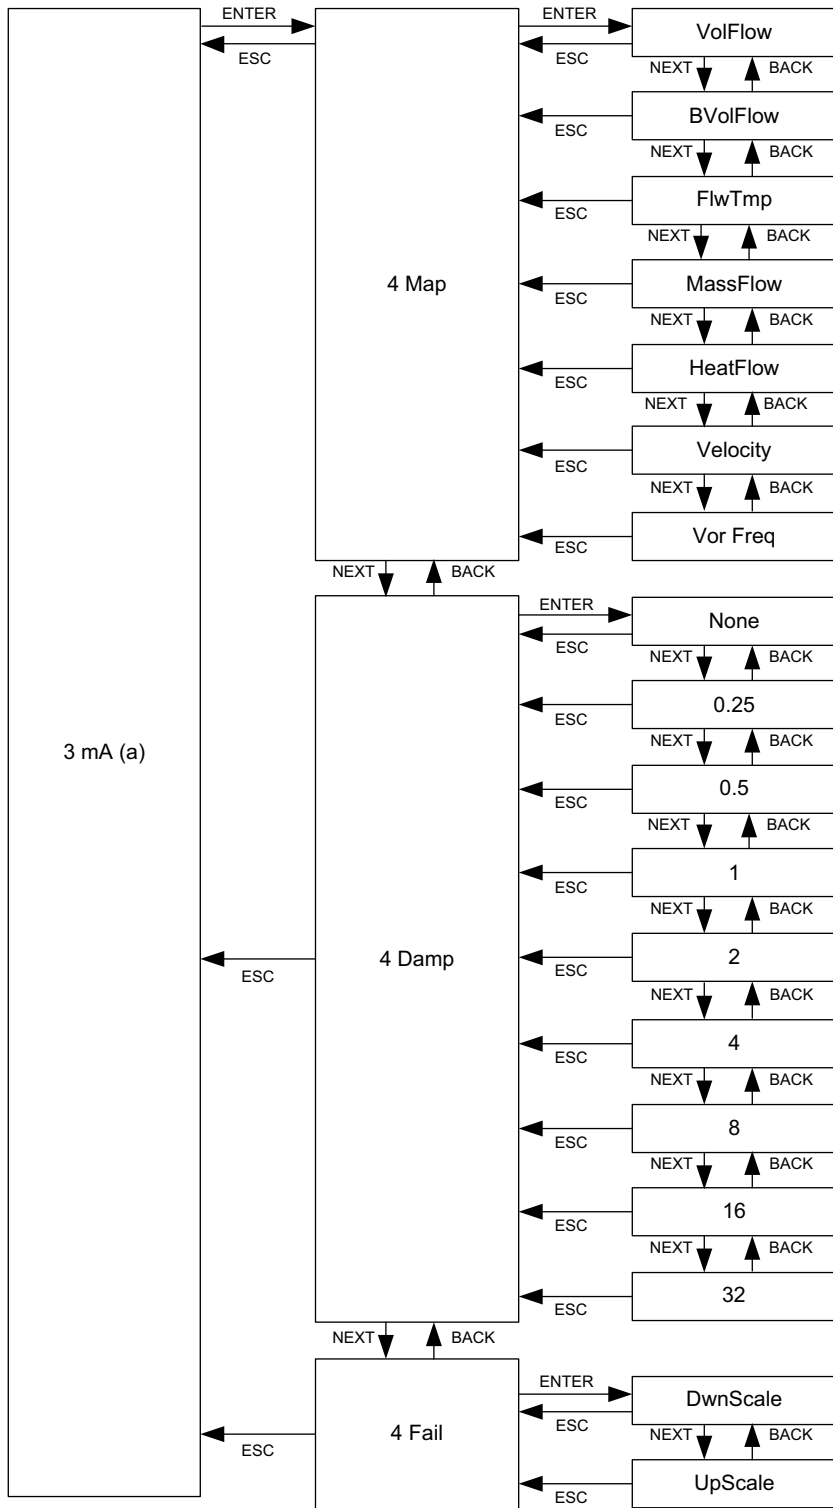 ENTER
ESC
ENTER
ESC
VolFlow
NEXT
BACK
ESC
BVolFlow
NEXT
BACK
ESC
FlwTmp
NEXT
BACK
4 Map
ESC
MassFlow
NEXT
BACK
ESC
HeatFlow
NEXT
BACK
ESC
Velocity
NEXT
BACK
ESC
Vor Freq
NEXT
BACK
ENTER
ESC
None
NEXT
BACK
ESC
0.25
NEXT
BACK
3 mA (a)
ESC
0.5
NEXT
BACK
ESC
1
NEXT
BACK
ESC
4 Damp
ESC
2
NEXT
BACK
ESC
4
NEXT
BACK
ESC
8
NEXT
BACK
ESC
16
NEXT
BACK
ESC
32
NEXT
BACK
ENTER
ESC
DwnScale
ESC
4 Fail
NEXT
BACK
ESC
UpScale